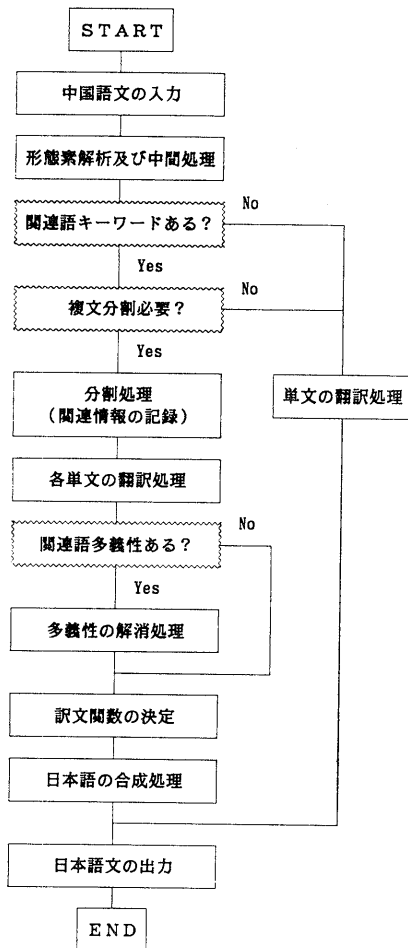 START
中国語文の入力
形態素解析及び中間処理
No
関連語キーワードある？
Yes
No
複文分割必要？
Yes
分割処理
（関連情報の記録）
単文の翻訳処理
各単文の翻訳処理
No
関連語多義性ある？
Yes
多義性の解消処理
訳文関数の決定
日本語の合成処理
日本語文の出力
END